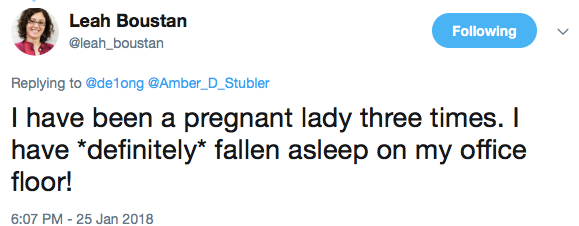 Leah Boustan
@leah_boustan
Following
Replying to @de1ong @Amber_D_Stubler
I have been a pregnant lady three times. I
have *definitely* fallen asleep on my office
floor!
6:07 PM - 25 Jan 2018